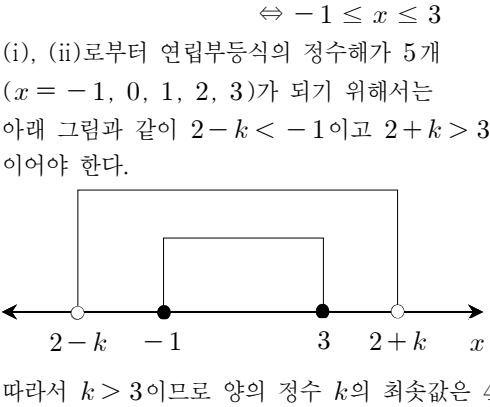 ⇔ − 1 ≤ x ≤ 3
(i), (ii)로부터 연립부등식의 정수해가 5개
(x = − 1, 0, 1, 2, 3)가 되기 위해서는
아래 그림과 같이 2 − k < − 1이고 2 + k > 3
이어야 한다.
2 − k − 1 3 2 + k x
따라서 k > 3이므로 양의 정수 k의 최솟값은